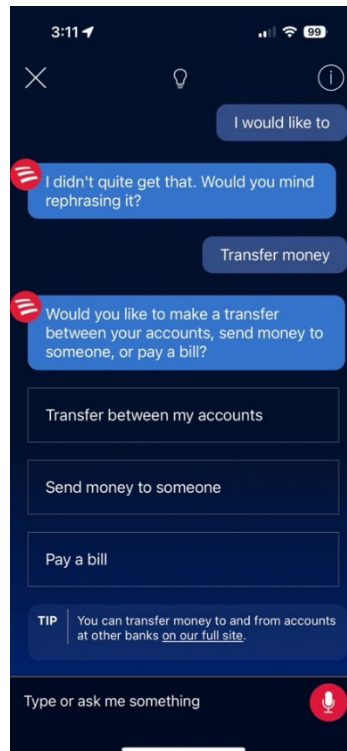 3:11
99
I would like to
I didn't quite get that. Would you mind
rephrasing it?
Transfer money
Would you like to make a transfer
between your accounts, send money to
someone, or pay a bill?
Transfer between my accounts
Send money to someone
Pay a bill
TIP
You can transfer money to and from accounts
at other banks on our full site.
Type or ask me something